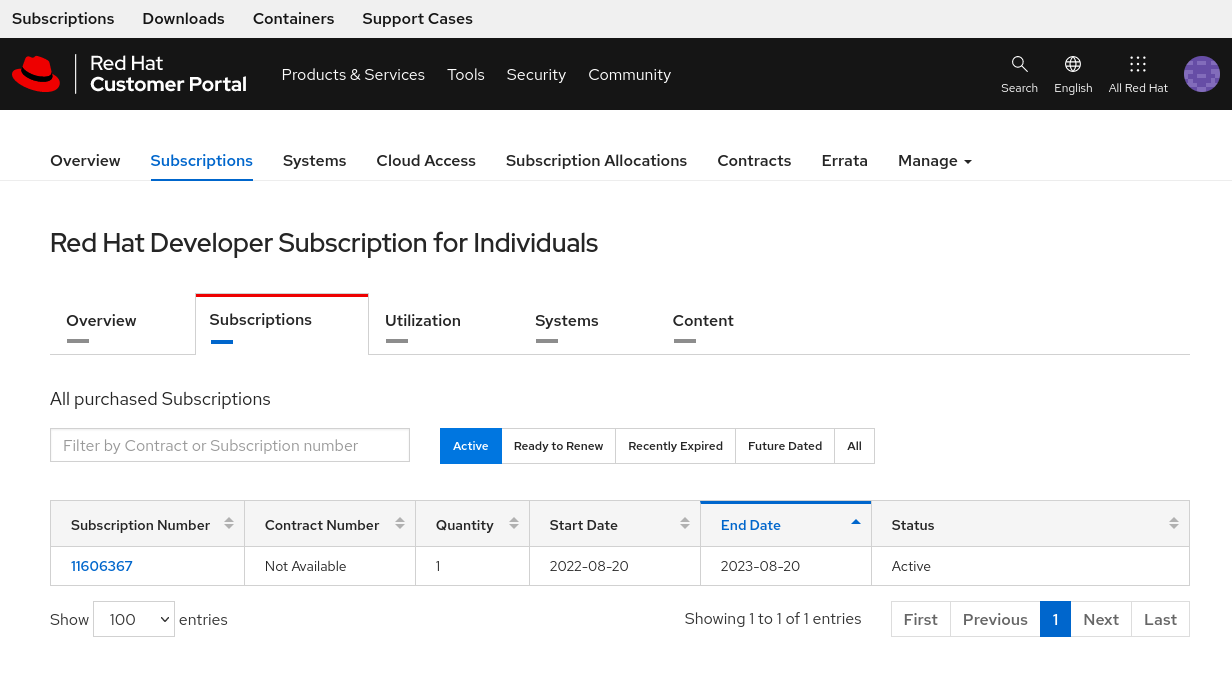 Subscriptions Downloads Containers Support Cases
Red Hat
Customer Portal
Products & Services Tools Security Community
Search English All Red Hat
Overview Subscriptions Systems Cloud Access Subscription Allocations Contracts Errata Manage
Red Hat Developer Subscription for Individuals
Overview Subscriptions Utilization Systems Content
All purchased Subscriptions
Filter by Contract or Subscription number
Active Ready to Renew Recently Expired Future Dated All
Subscription Number Contract Number Quantity Start Date End Date Status
11606367 Not Available 1 2022-08-20 2023-08-20 Active
Show 100 entries
Showing 1 to 1 of 1 entries
First Previous 1 Next Last